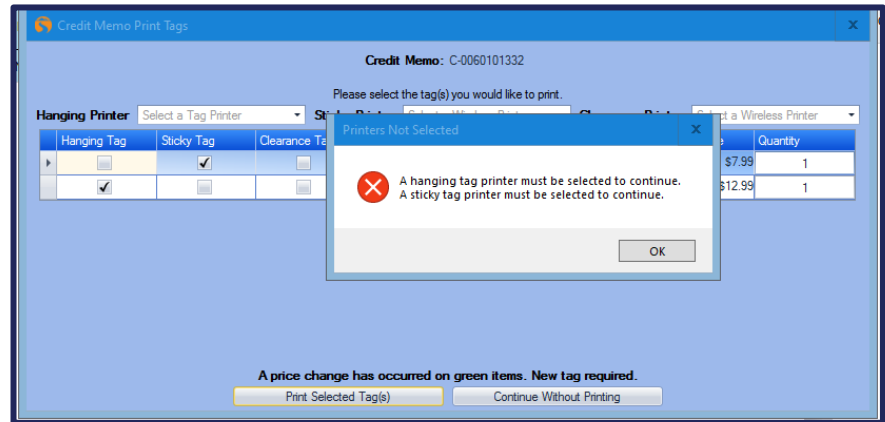 Credit Memo Print Tags
x
Credit Memo: C-0060101332
Please select the tag(s) you would like to print.
Hanging Printer Select a Tag Printer Select a Wireless Printer
Hanging Tag Sticky Tag Quantity
$7.99 1
$12.99 1
Printers Not Selected x
A hanging tag printer must be selected to continue.
A sticky tag printer must be selected to continue.
OK
A price change has occurred on green items. New tag required.
Print Selected Tag(s) Continue Without Printing